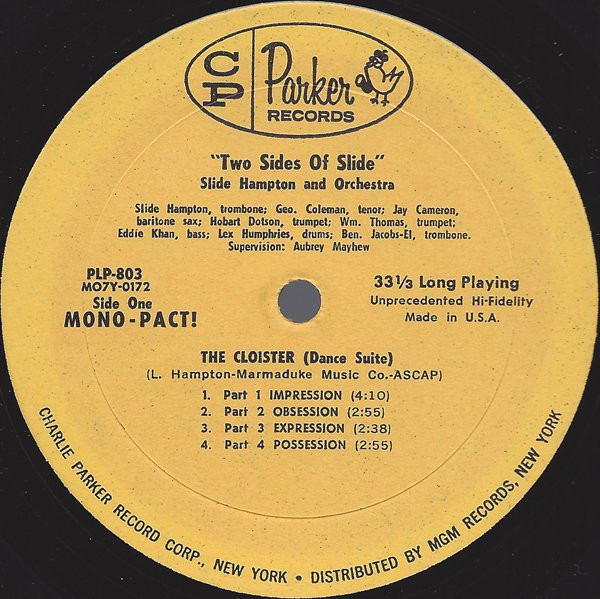 CP Parker
RECORDS
"Two Sides Of Slide"
Slide Hampton and Orchestra
Slide Hampton, trombone; Geo. Coleman, tenor; Jay Cameron,
baritone sax; Hobart Dotson, trumpet; Wm. Thomas, trumpet;
Eddie Khan, bass; Lex Humphries, drums; Ben. Jacobs-El, trombone.
Supervision: Aubrey Mayhew
PLP-803
MO7Y-0172
Side One
MONO-PACT!
33 1/3 Long Playing
Unprecedented Hi-Fidelity
Made in U.S.A.
THE CLOISTER (Dance Suite)
(L. Hampton-Marmaduke Music Co.-ASCAP)
1. Part 1 IMPRESSION (4:10)
2. Part 2 OBSESSION (2:55)
3. Part 3 EXPRESSION (2:38)
4. Part 4 POSSESSION (2:55)
CHARLIE PARKER RECORD CORP., NEW YORK • DISTRIBUTED BY MGM RECORDS, NEW YORK